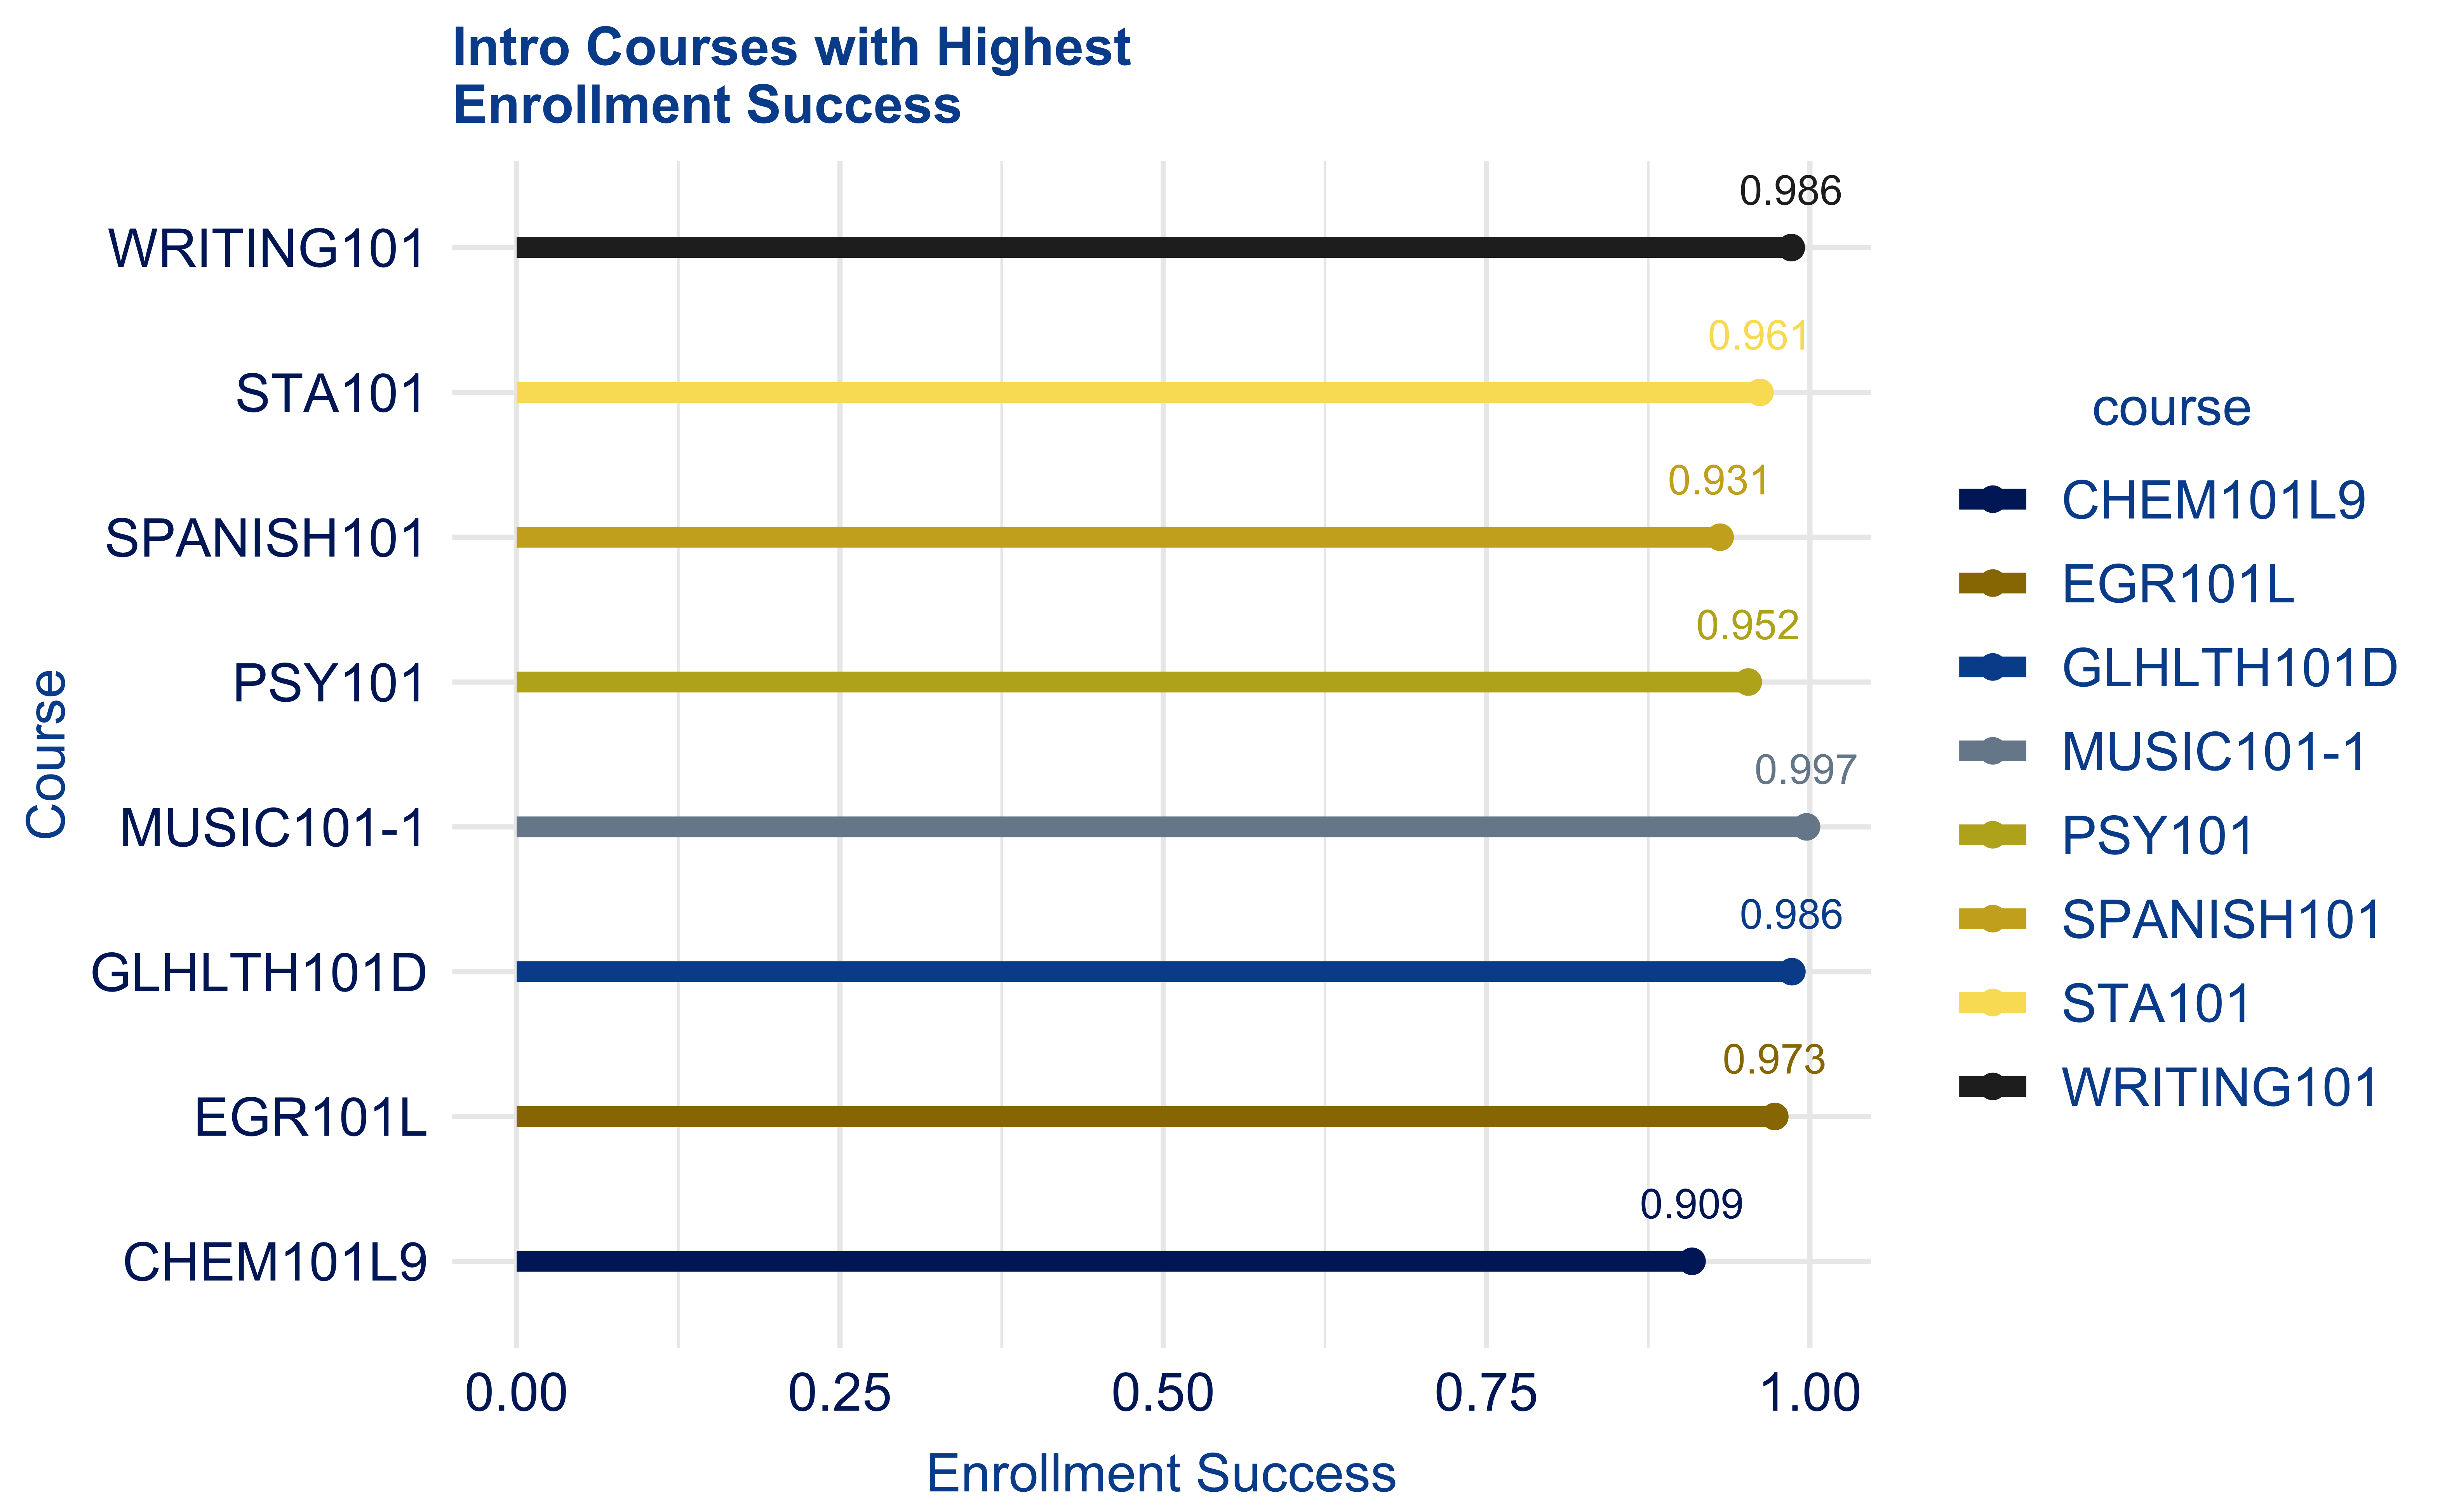 Intro Courses with Highest
Enrollment Success
Course
WRITING101
0.986
STA101
0.961
SPANISH101
0.931
PSY101
0.952
MUSIC101-1
0.997
GLHLTH101D
0.986
EGR101L
0.973
CHEM101L9
0.909
0.00 0.25 0.50 0.75 1.00
Enrollment Success
course
CHEM101L9
EGR101L
GLHLTH101D
MUSIC101-1
PSY101
SPANISH101
STA101
WRITING101